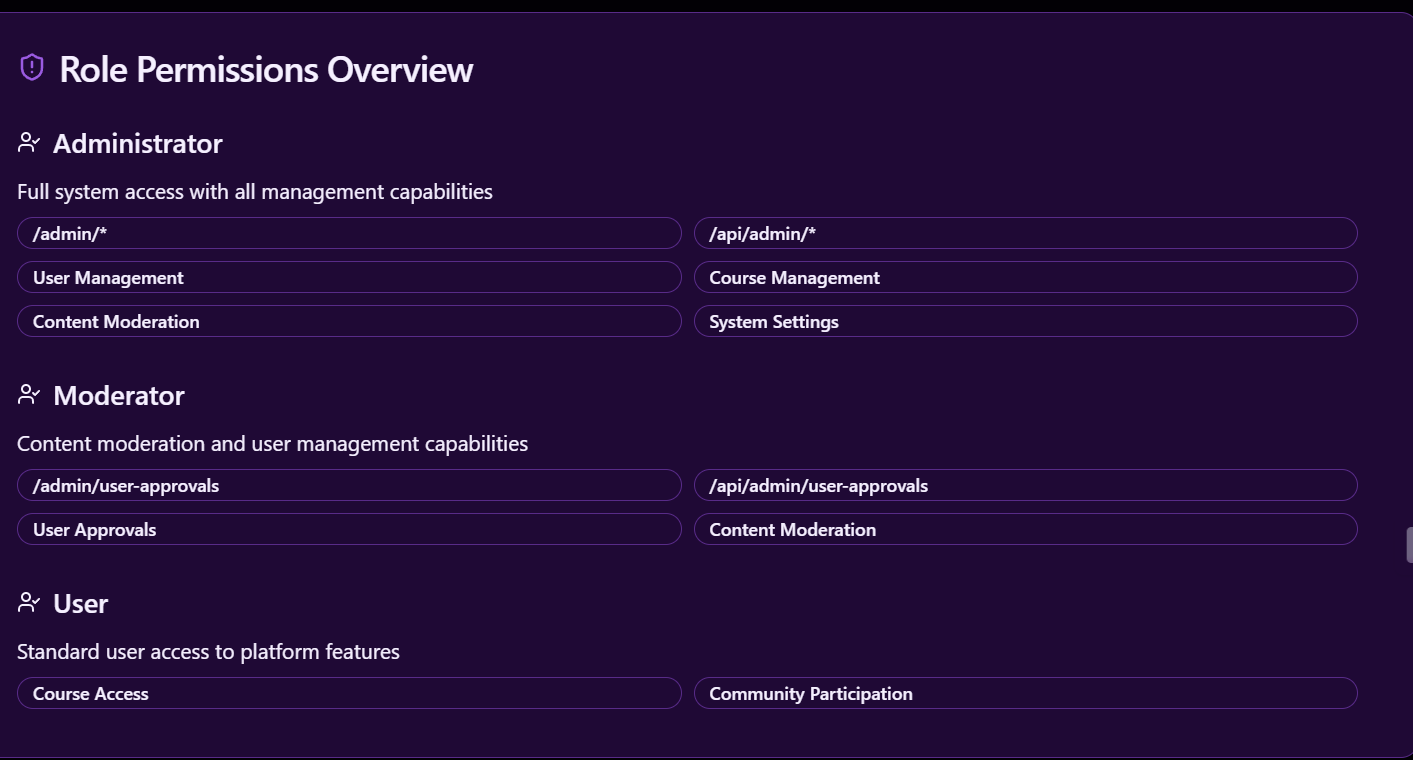 Role Permissions Overview
Administrator
Full system access with all management capabilities
/admin/*
/api/admin/*
User Management
Course Management
Content Moderation
System Settings
Moderator
Content moderation and user management capabilities
/admin/user-approvals
/api/admin/user-approvals
User Approvals
Content Moderation
User
Standard user access to platform features
Course Access
Community Participation